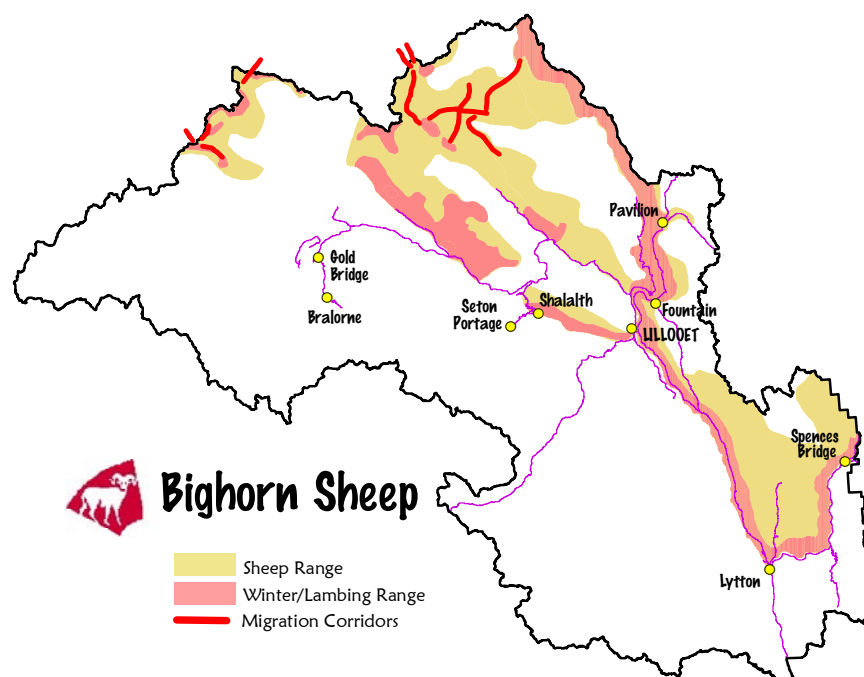 Pavilion
Gold
Bridge
Bralorne
Seton
Portage
Shalalth
Fountain
LILLOOET
Spences
Bridge
Bighorn Sheep
Lytton
Sheep Range
Winter/Lambing Range
Migration Corridors